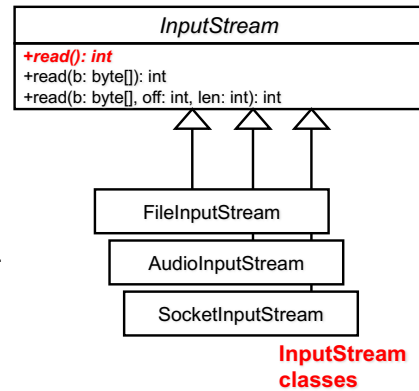 InputStream
+read(): int
+read(b: byte[]): int
+read(b: byte[], off: int, len: int): int
FileInputStream
AudioInputStream
SocketInputStream
InputStream
classes